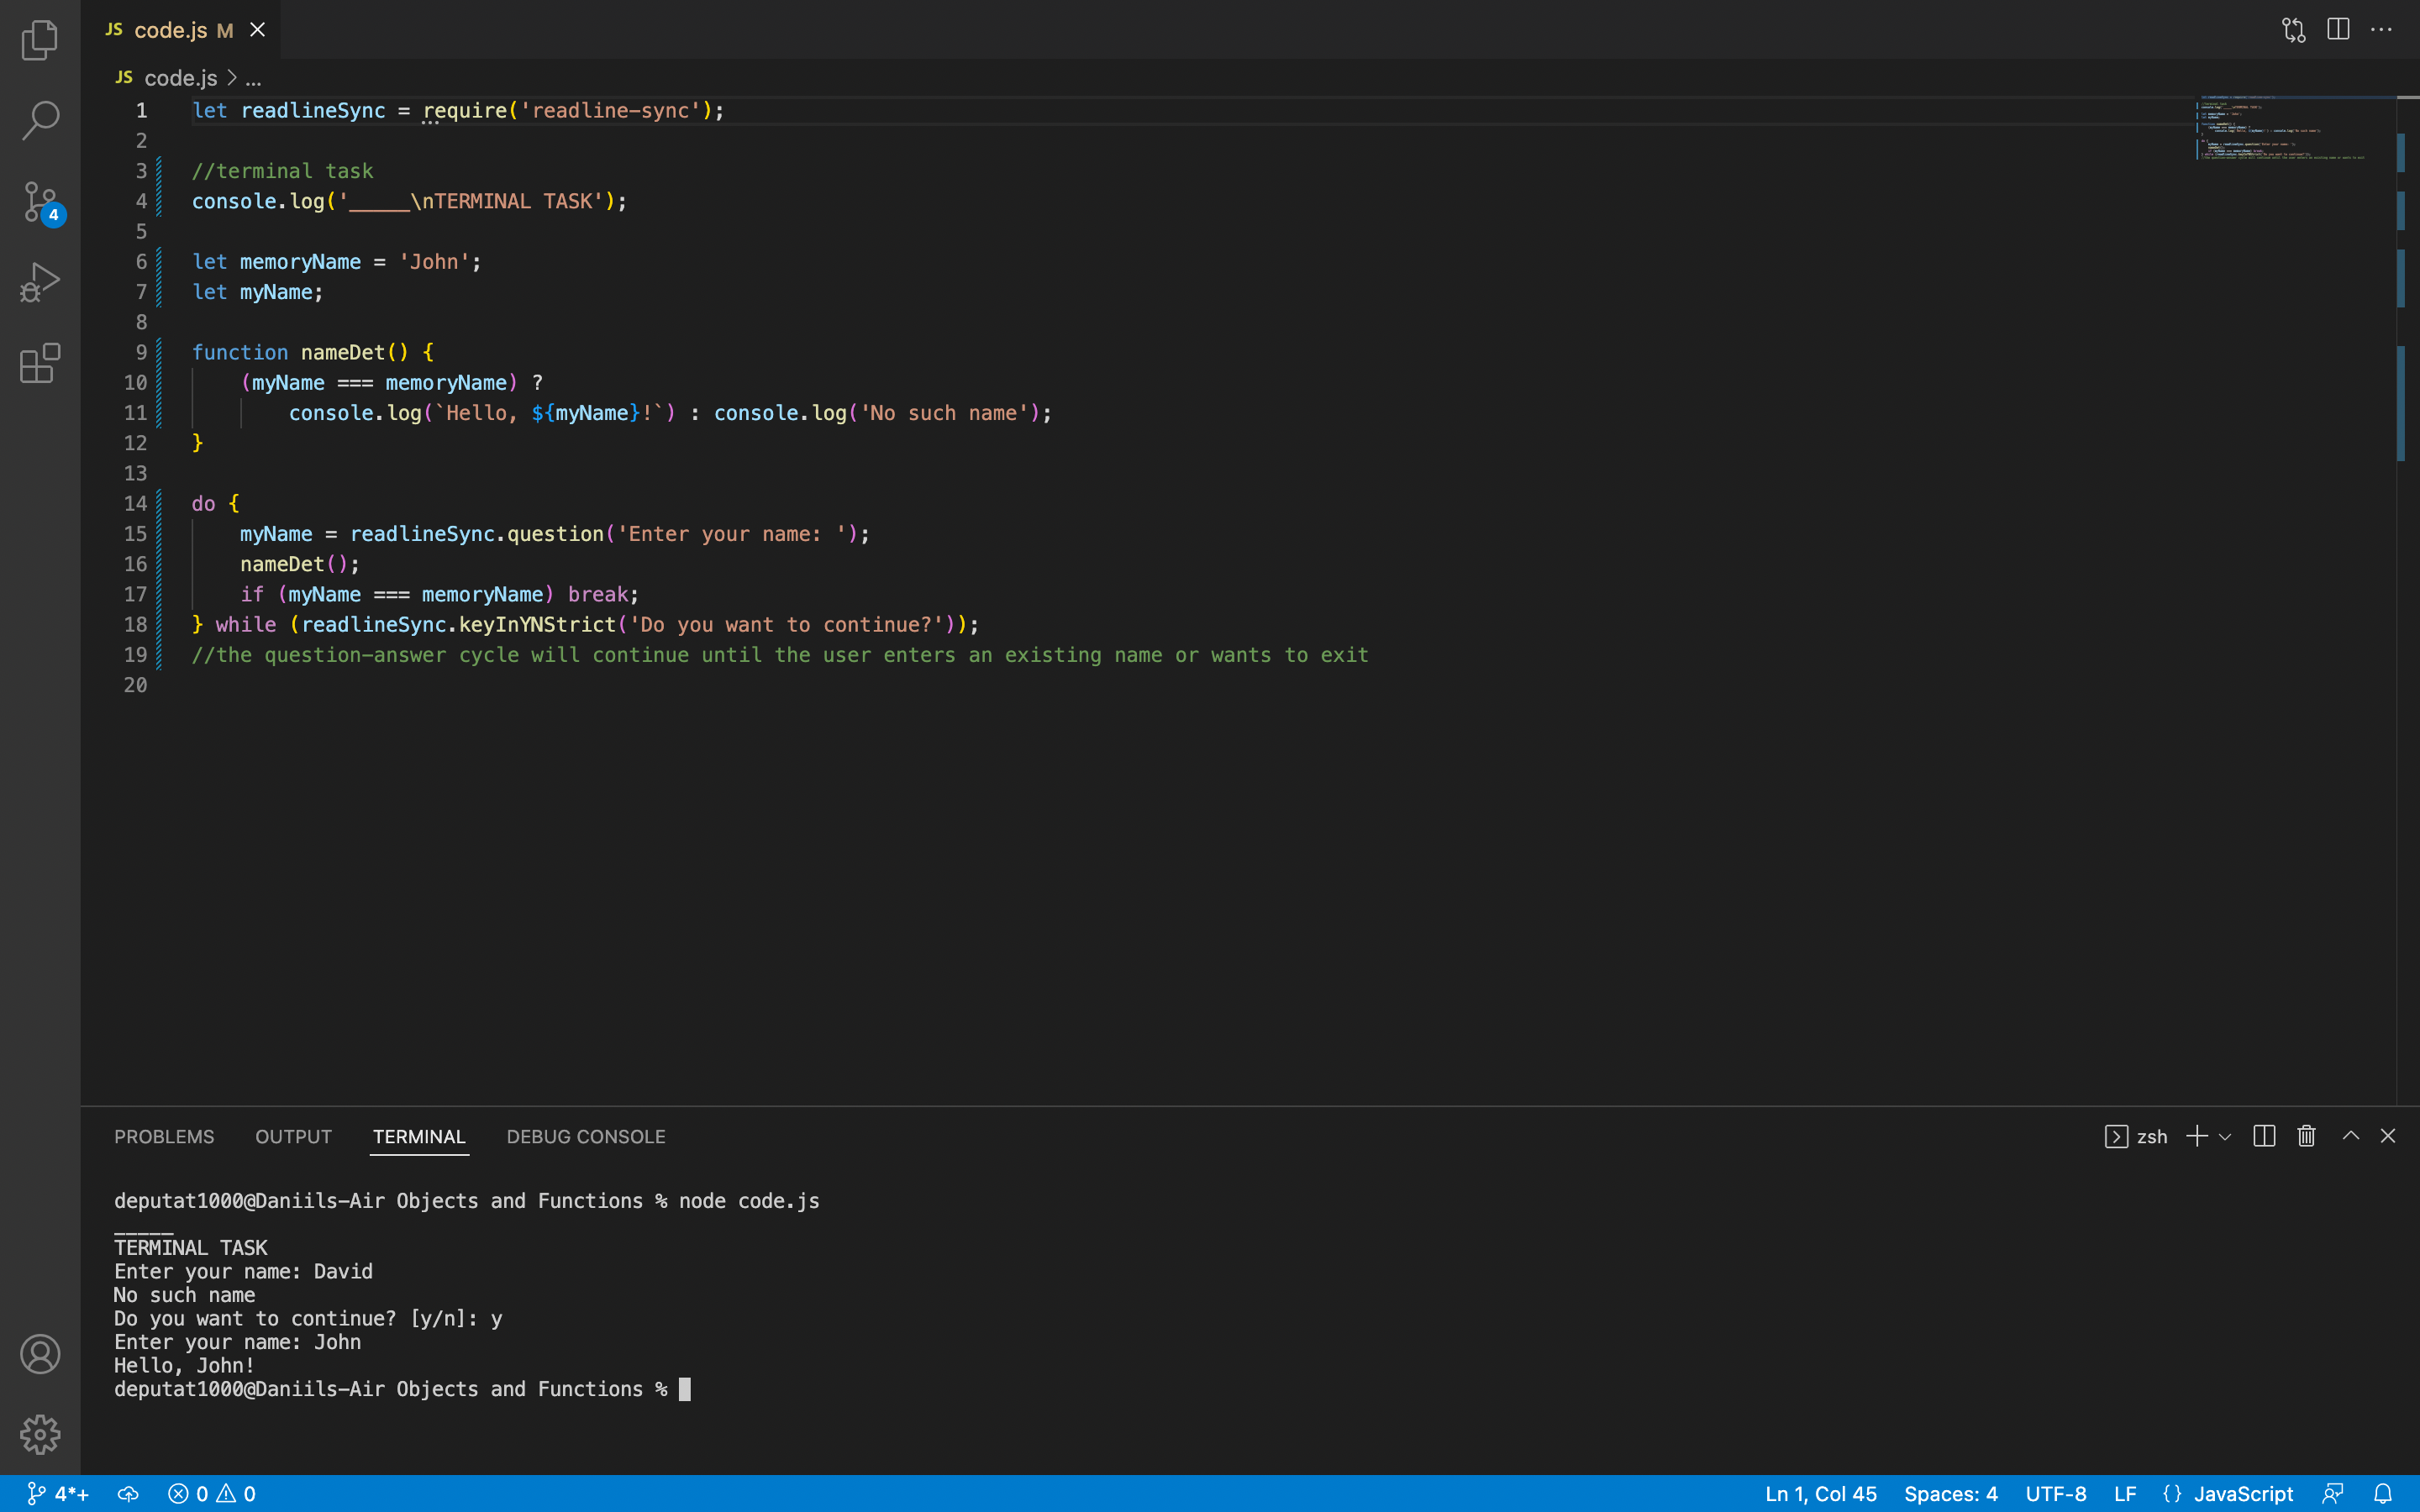 JS code.js M
JS code.js > ...
1 let readlineSync = require('readline-sync');
2
3 //terminal task
4 console.log('_____\nTERMINAL TASK');
5
6 let memoryName = 'John';
7 let myName;
8
9 function nameDet() {
10     (myName === memoryName) ?
11         console.log(`Hello, ${myName}!`) : console.log('No such name');
12 }
13
14 do {
15     myName = readlineSync.question('Enter your name: ');
16     nameDet();
17     if (myName === memoryName) break;
18 } while (readlineSync.keyInYNStrict('Do you want to continue?'));
19 //the question-answer cycle will continue until the user enters an existing name or wants to exit
20
4
PROBLEMS OUTPUT TERMINAL DEBUG CONSOLE zsh
deputat1000@Daniils-Air Objects and Functions % node code.js
_____
TERMINAL TASK
Enter your name: David
No such name
Do you want to continue? [y/n]: y
Enter your name: John
Hello, John!
deputat1000@Daniils-Air Objects and Functions %
4*+ 0 0 Ln 1, Col 45 Spaces: 4 UTF-8 LF {} JavaScript